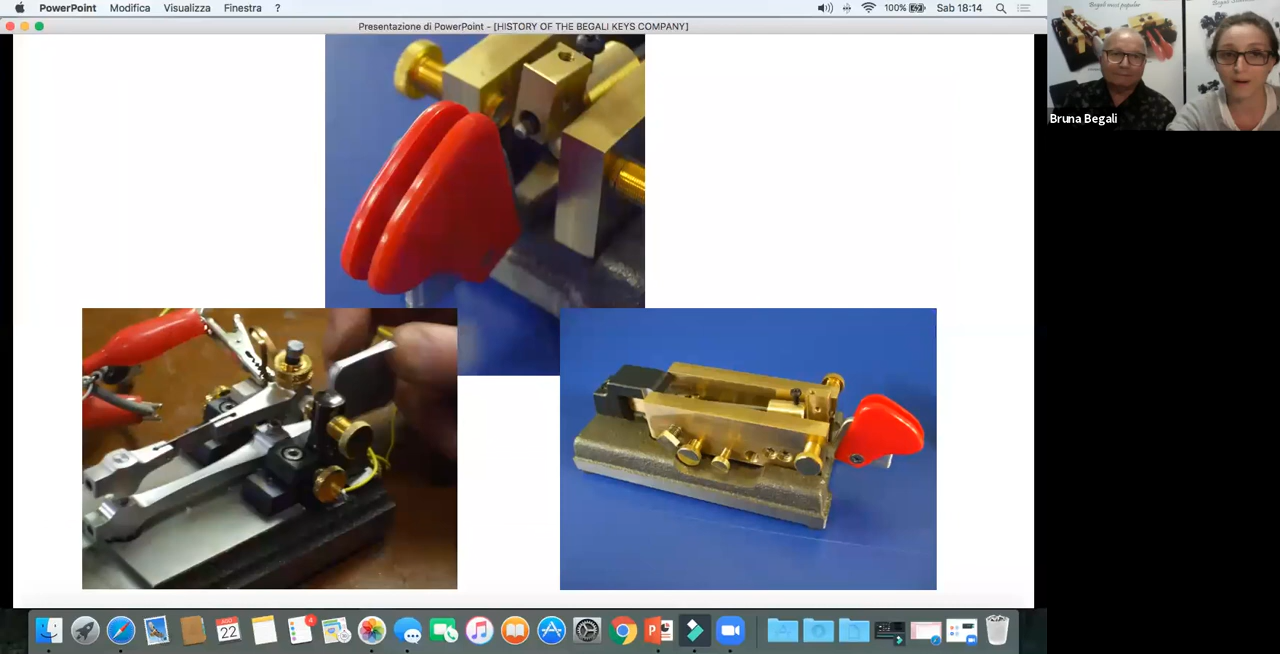 PowerPoint Modifica Visualizza Finestra ? 100% Sab 18:14
Presentazione di PowerPoint - [HISTORY OF THE BEGALI KEYS COMPANY]
Bruna Begali
22
4